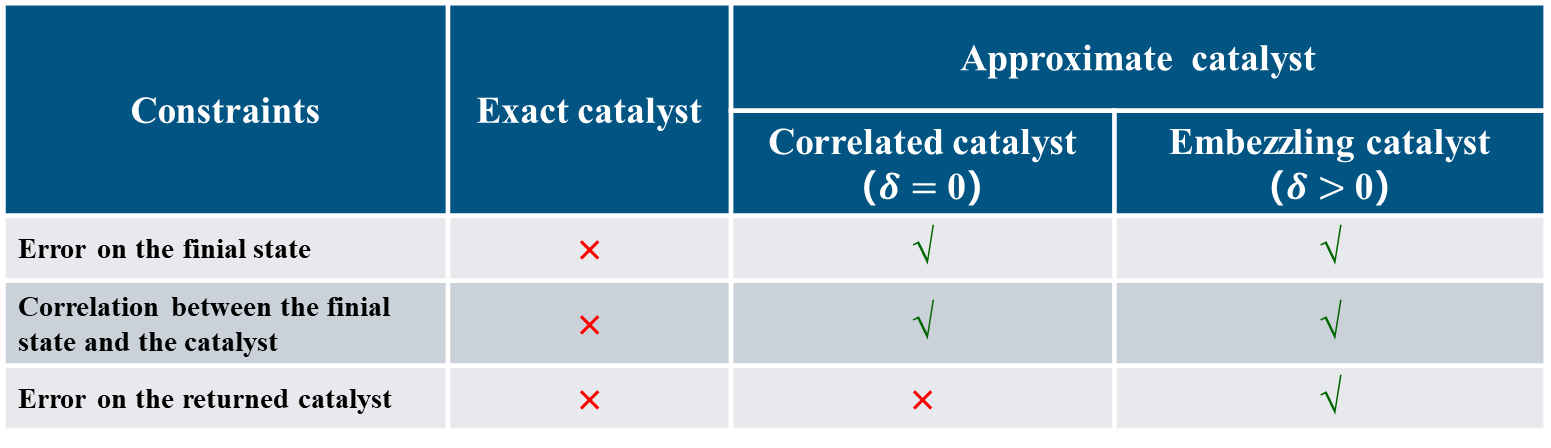 Constraints
Exact catalyst
Approximate catalyst
Correlated catalyst
(δ = 0)
Embezzling catalyst
(δ > 0)
Error on the finial state
× √ √
Correlation between the finial
state and the catalyst
× √ √
Error on the returned catalyst
× × √